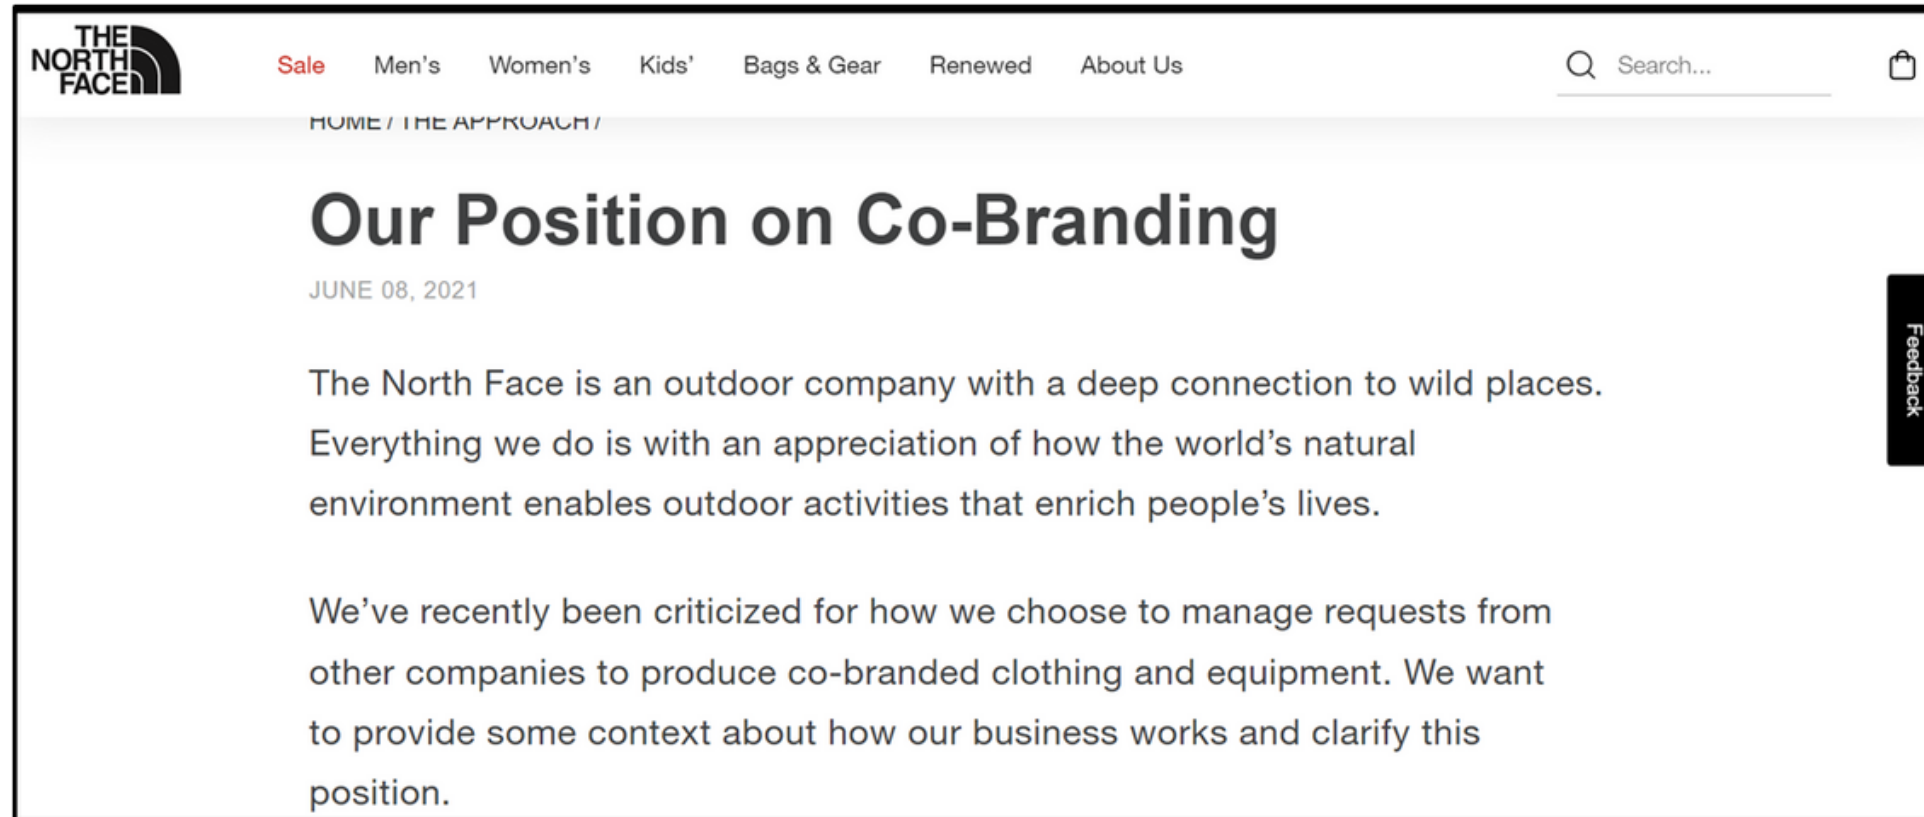 THE
NORTH
FACE
Sale Men's Women's Kids' Bags & Gear Renewed About Us Search...
HOME / THE APPROACH /
Our Position on Co-Branding
JUNE 08, 2021
Feedback
The North Face is an outdoor company with a deep connection to wild places.
Everything we do is with an appreciation of how the world’s natural
environment enables outdoor activities that enrich people’s lives.
We’ve recently been criticized for how we choose to manage requests from
other companies to produce co-branded clothing and equipment. We want
to provide some context about how our business works and clarify this
position.